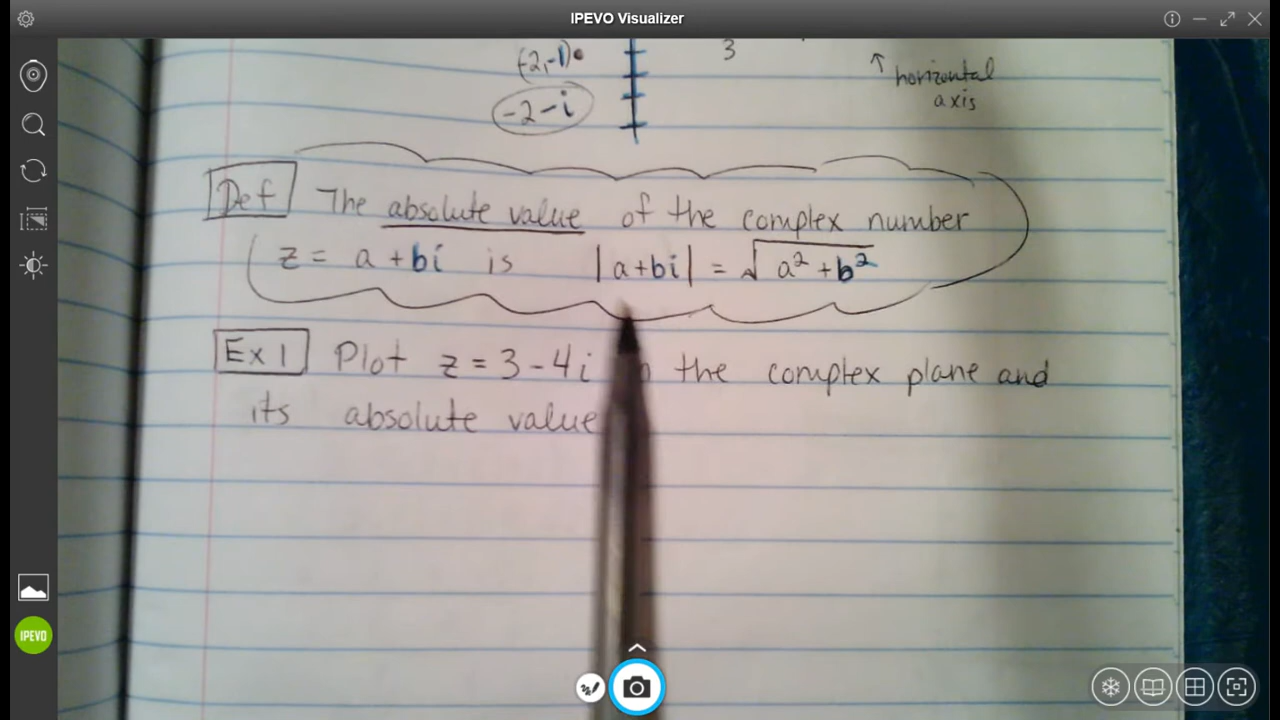 IPEVO Visualizer
(-2,-1)
3
↑ horizontal
axis
-2-i
Def The absolute value of the complex number
z = a+bi is |a+bi| = √a²+b²
Ex 1 Plot z = 3-4i the complex plane and
its absolute value
IPEVO